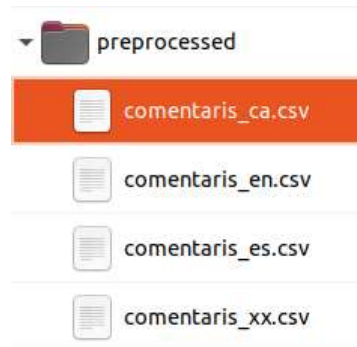 preprocessed
comentaris_ca.csv
comentaris_en.csv
comentaris_es.csv
comentaris_xx.csv